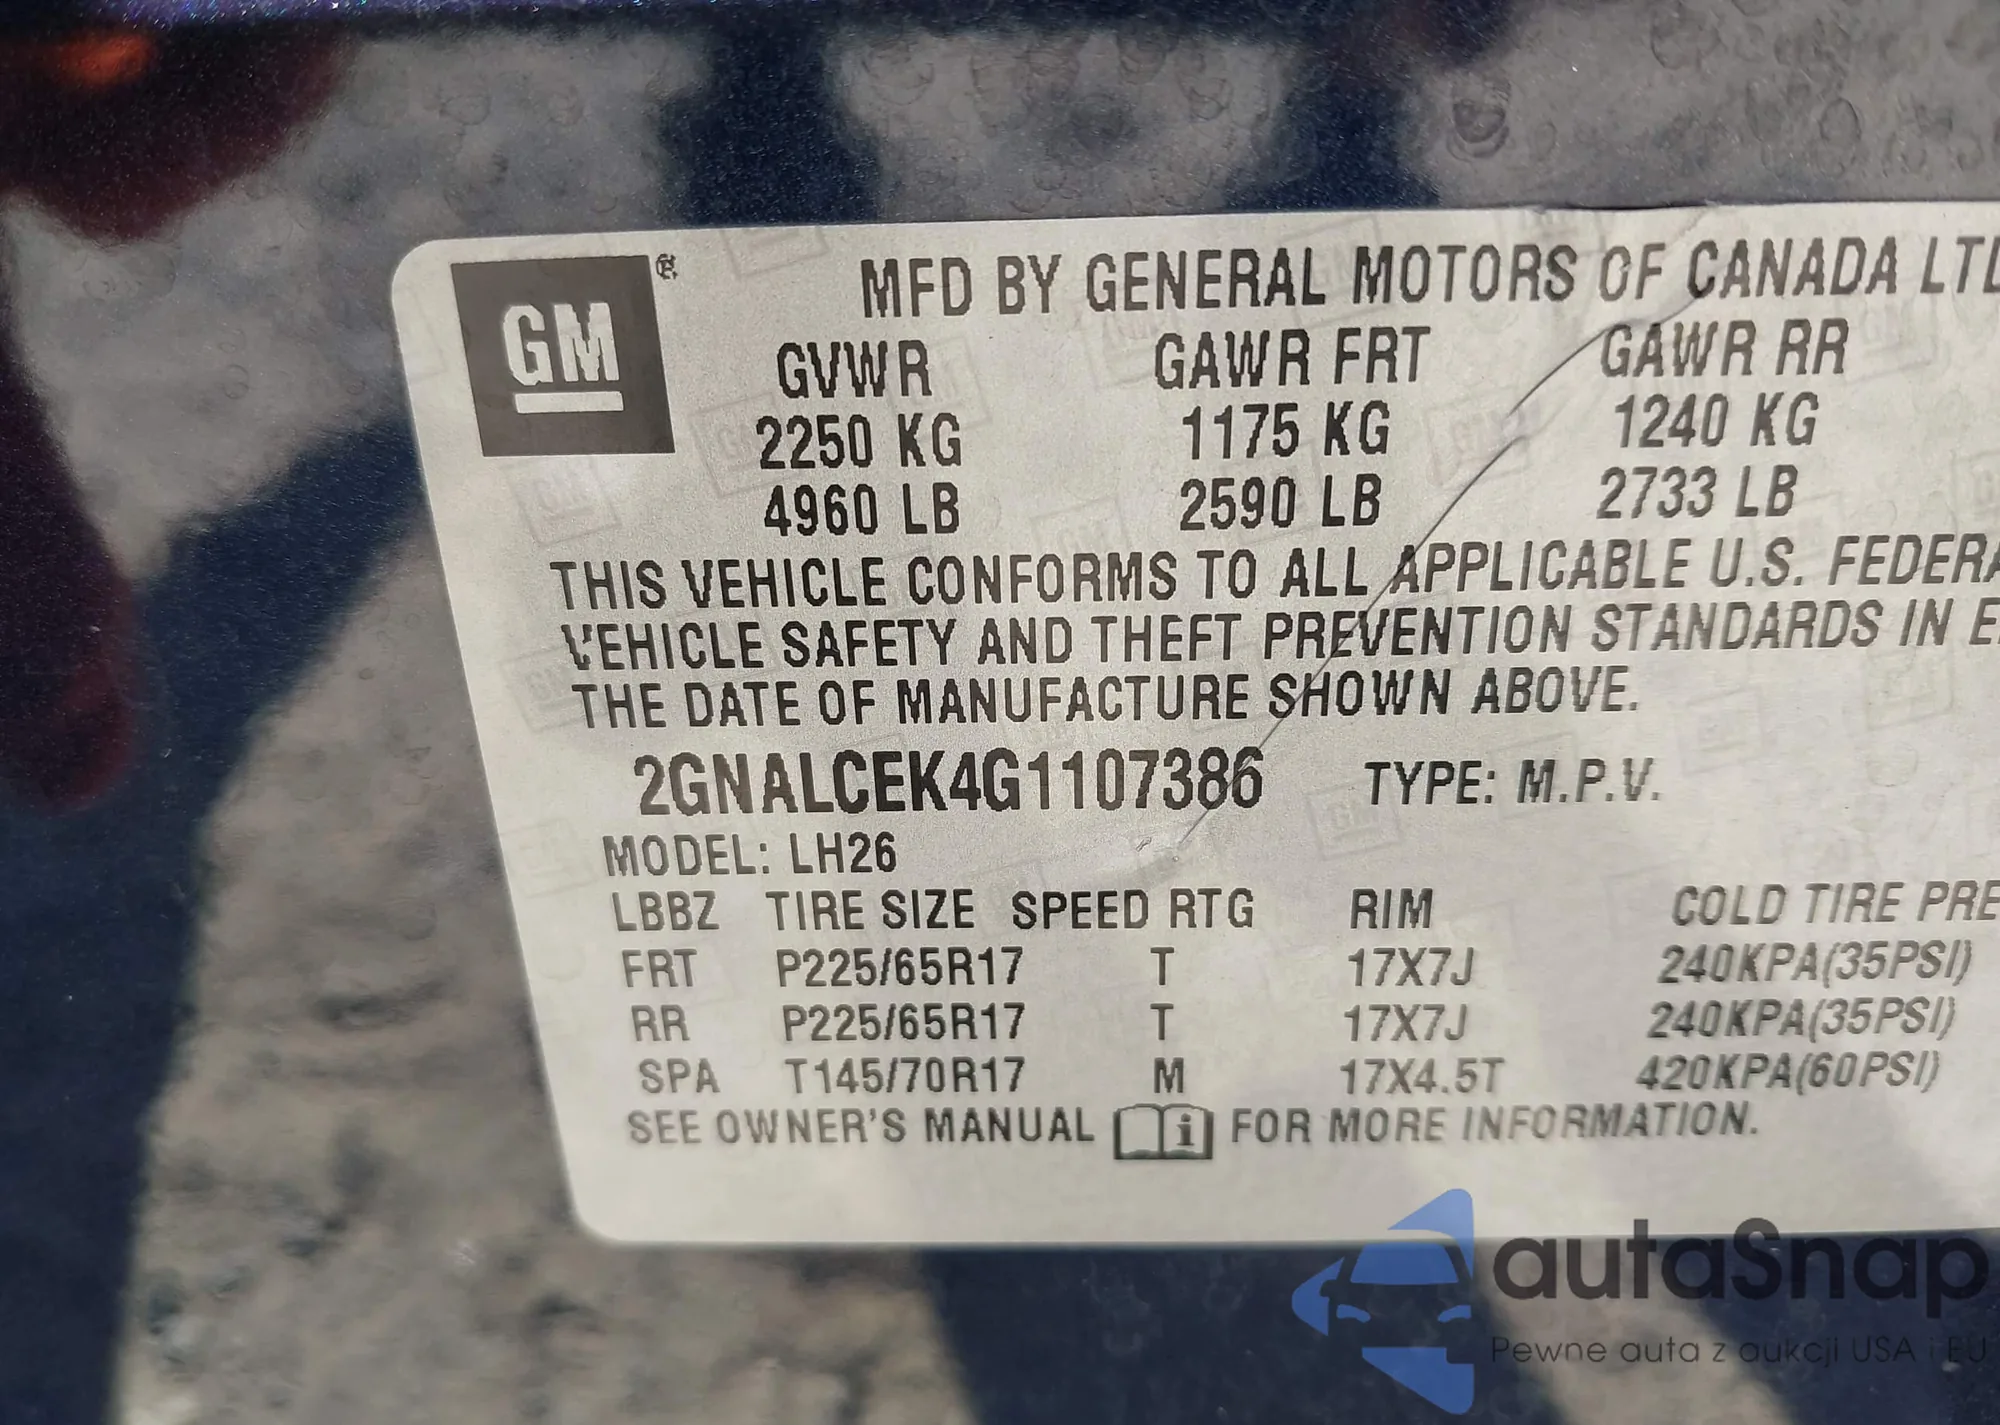 GM ®
MFD BY GENERAL MOTORS OF CANADA LTD
GVWR GAWR FRT GAWR RR
2250 KG 1175 KG 1240 KG
4960 LB 2590 LB 2733 LB
THIS VEHICLE CONFORMS TO ALL APPLICABLE U.S. FEDERA
VEHICLE SAFETY AND THEFT PREVENTION STANDARDS IN E
THE DATE OF MANUFACTURE SHOWN ABOVE.
2GNALCEK4G1107386 TYPE: M.P.V.
MODEL: LH26
LBBZ TIRE SIZE SPEED RTG RIM COLD TIRE PRE
FRT P225/65R17 T 17X7J 240KPA(35PSI)
RR P225/65R17 T 17X7J 240KPA(35PSI)
SPA T145/70R17 M 17X4.5T 420KPA(60PSI)
SEE OWNER'S MANUAL i FOR MORE INFORMATION.
autaSnap
Pewne auta z aukcji USA i EU